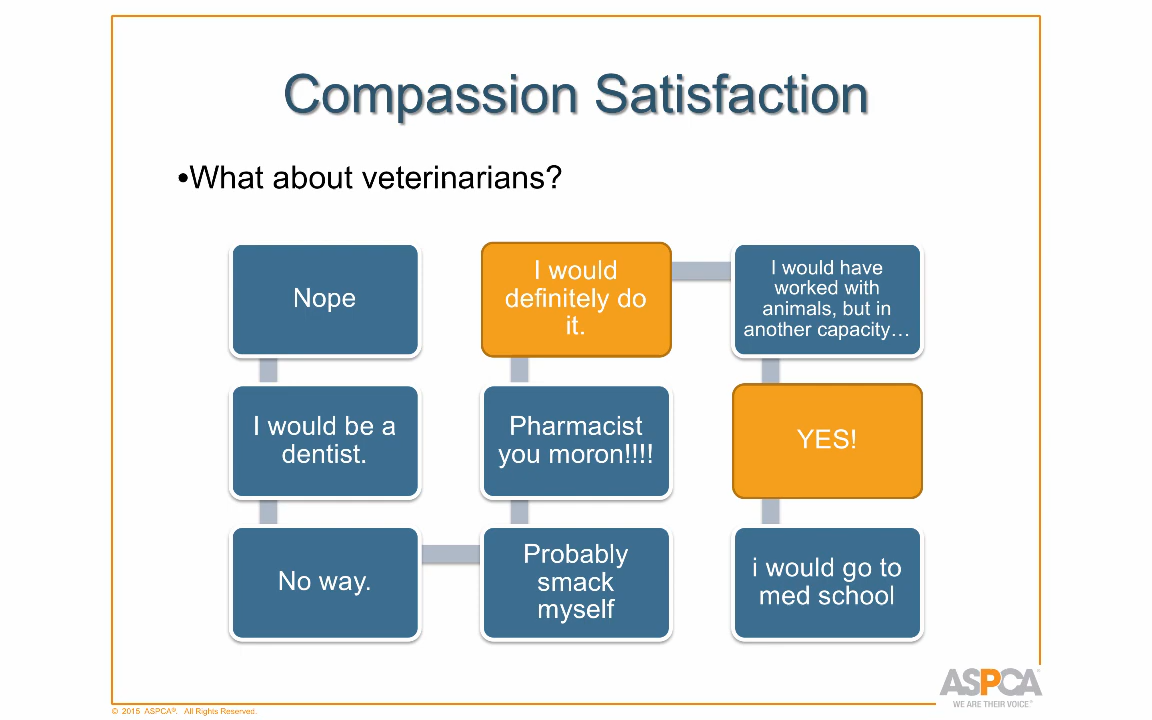 Compassion Satisfaction
•What about veterinarians?
Nope
I would be a
dentist.
No way.
Probably
smack
myself
Pharmacist
you moron!!!!
I would
definitely do
it.
I would have
worked with
animals, but in
another capacity…
YES!
i would go to
med school
ASPCA®
WE ARE THEIR VOICE.®
© 2015 ASPCA®. All Rights Reserved.